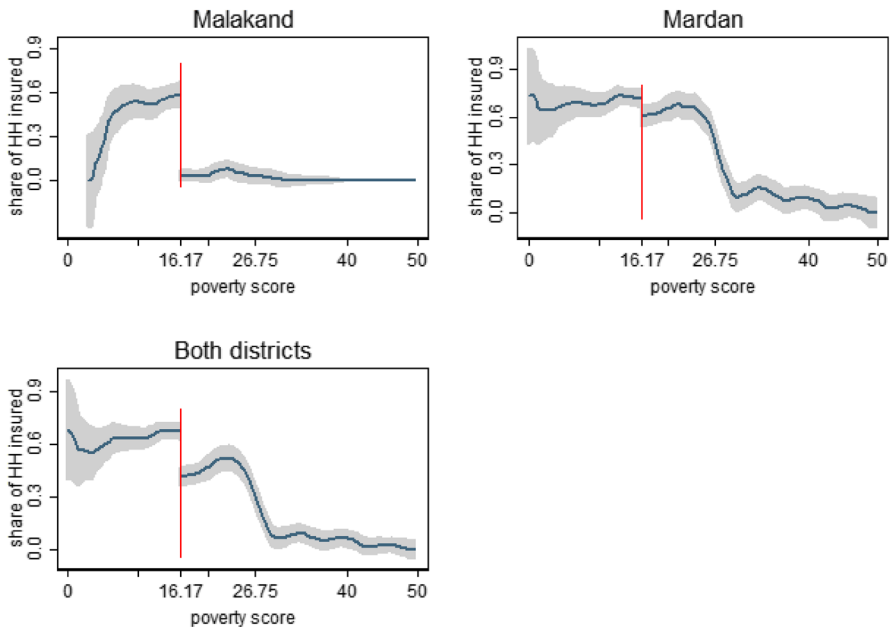 Malakand
share of HH insured
0.9
0.6
0.3
0.0
0 16.17 26.75 40 50
poverty score
Mardan
share of HH insured
0.9
0.6
0.3
0.0
0 16.17 26.75 40 50
poverty score
Both districts
share of HH insured
0.9
0.6
0.3
0.0
0 16.17 26.75 40 50
poverty score